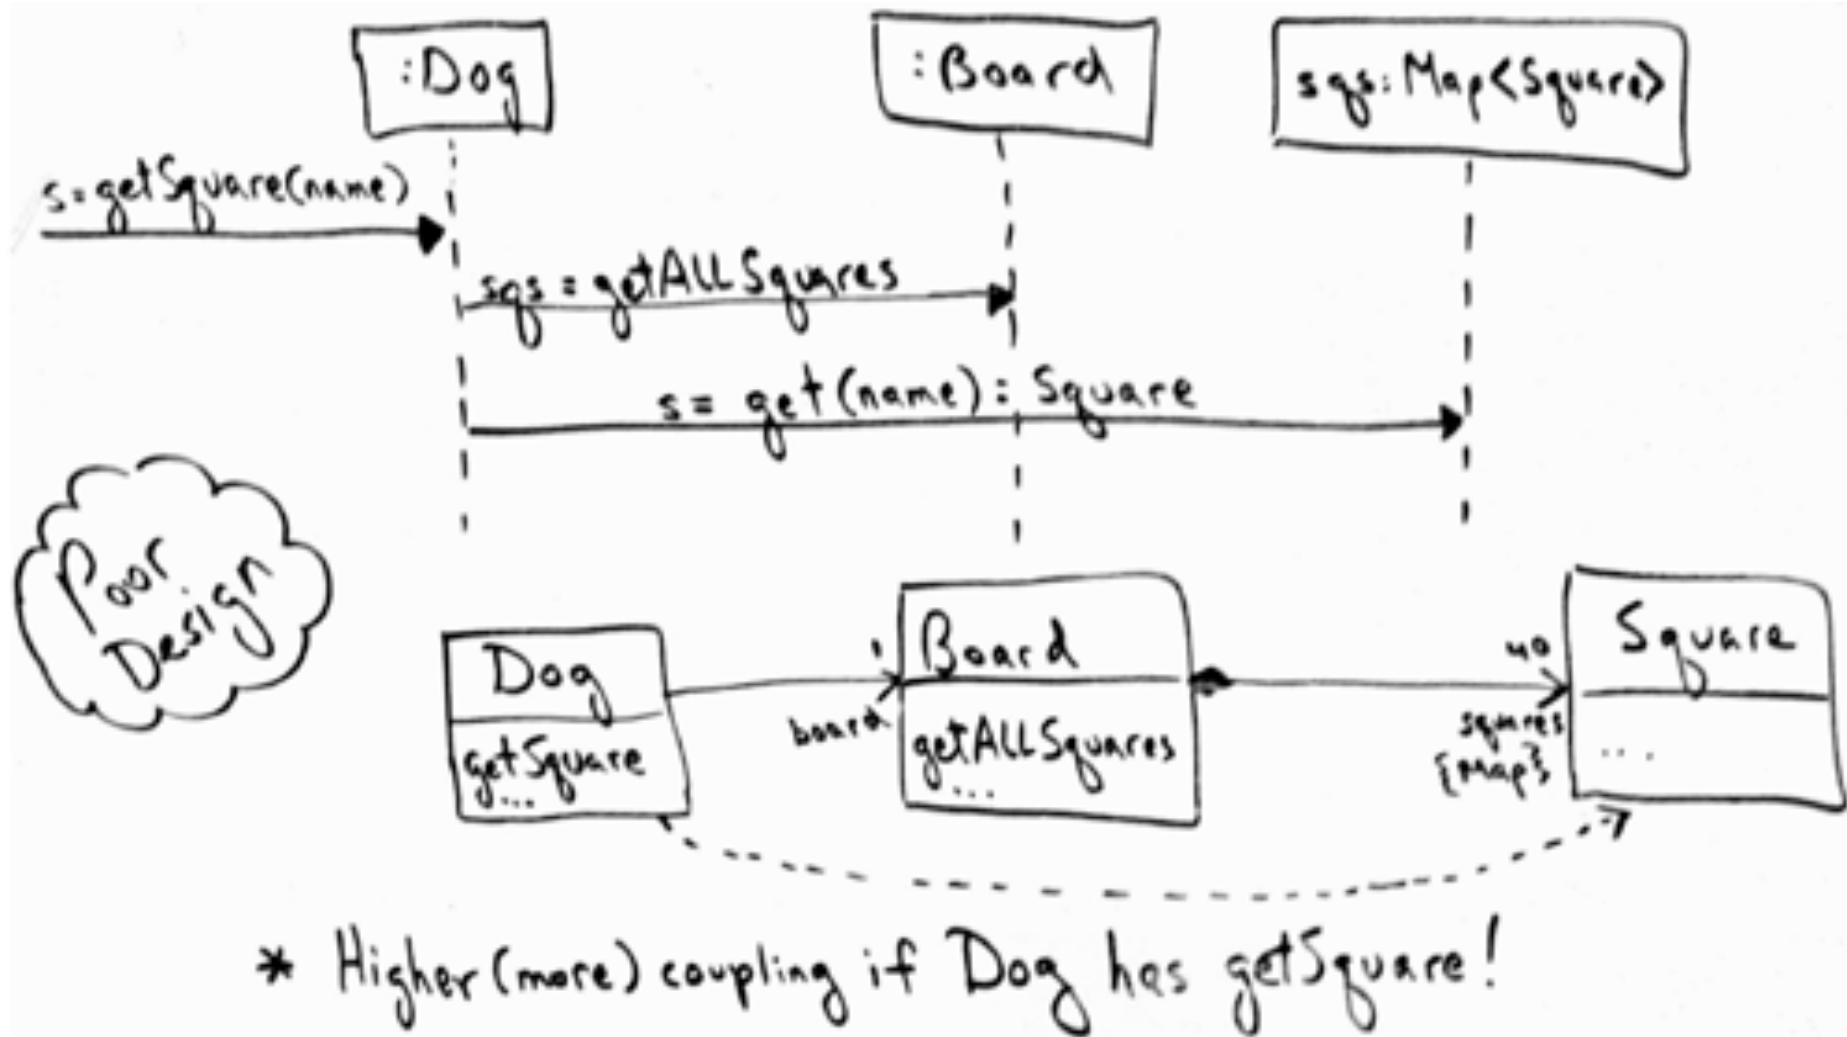 :Dog
:Board
sqs: Map<Square>
s=getSquare(name)
sqs = getALLSquares
s= get(name): Square
Poor
Design
Dog
getSquare
...
1
board
Board
getALLSquares
...
40
squares
{Map}
Square
...
* Higher (more) coupling if Dog has getSquare!